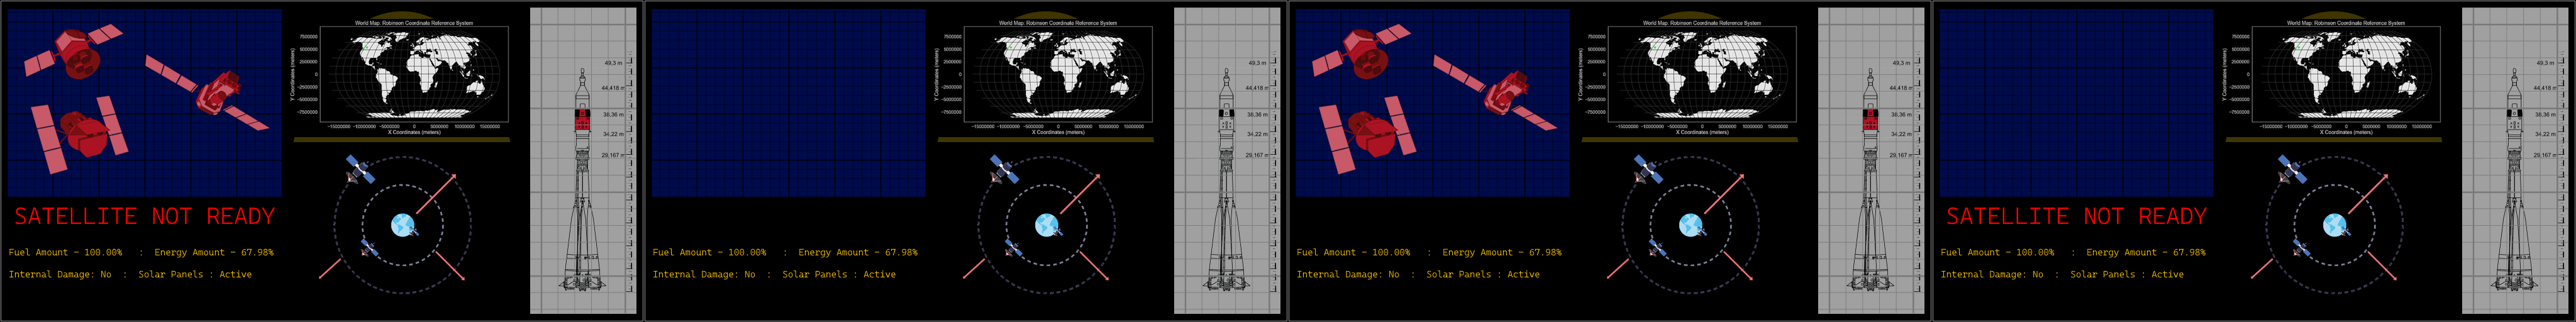 World Map: Robinson Coordinate Reference System
7500000
5000000
2500000
0
−2500000
−5000000
−7500000
Y Coordinates (meters)
−15000000 −10000000 −5000000 0 5000000 10000000 15000000
X Coordinates (meters)
49.3 m
44,418 m
38,36 m
34,22 m
29,167 m
SATELLITE NOT READY
Fuel Amount - 100.00% : Energy Amount - 67.98%
Internal Damage: No : Solar Panels : Active
World Map: Robinson Coordinate Reference System
7500000
5000000
2500000
0
−2500000
−5000000
−7500000
Y Coordinates (meters)
−15000000 −10000000 −5000000 0 5000000 10000000 15000000
X Coordinates (meters)
49.3 m
44,418 m
38,36 m
34,22 m
29,167 m
Fuel Amount - 100.00% : Energy Amount - 67.98%
Internal Damage: No : Solar Panels : Active
World Map: Robinson Coordinate Reference System
7500000
5000000
2500000
0
−2500000
−5000000
−7500000
Y Coordinates (meters)
−15000000 −10000000 −5000000 0 5000000 10000000 15000000
X Coordinates (meters)
49.3 m
44,418 m
38,36 m
34,22 m
29,167 m
Fuel Amount - 100.00% : Energy Amount - 67.98%
Internal Damage: No : Solar Panels : Active
World Map: Robinson Coordinate Reference System
7500000
5000000
2500000
0
−2500000
−5000000
−7500000
Y Coordinates (meters)
−15000000 −10000000 −5000000 0 5000000 10000000 15000000
X Coordinates (meters)
49.3 m
44,418 m
38,36 m
34,22 m
29,167 m
SATELLITE NOT READY
Fuel Amount - 100.00% : Energy Amount - 67.98%
Internal Damage: No : Solar Panels : Active